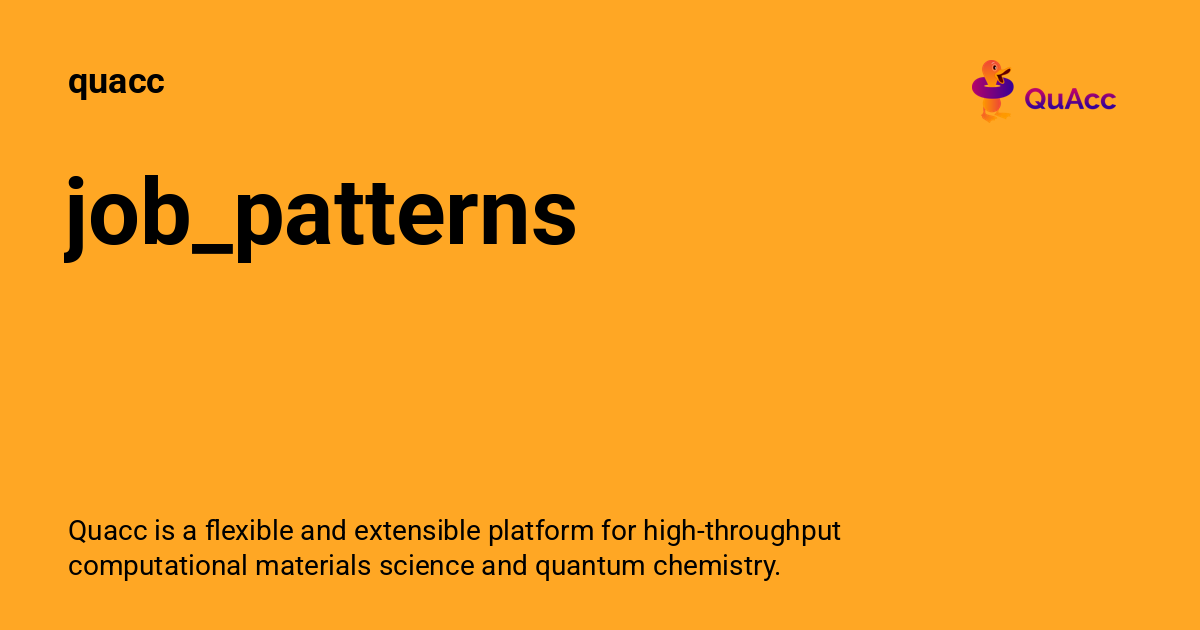 quacc
QuAcc
job_patterns
Quacc is a flexible and extensible platform for high-throughput
computational materials science and quantum chemistry.